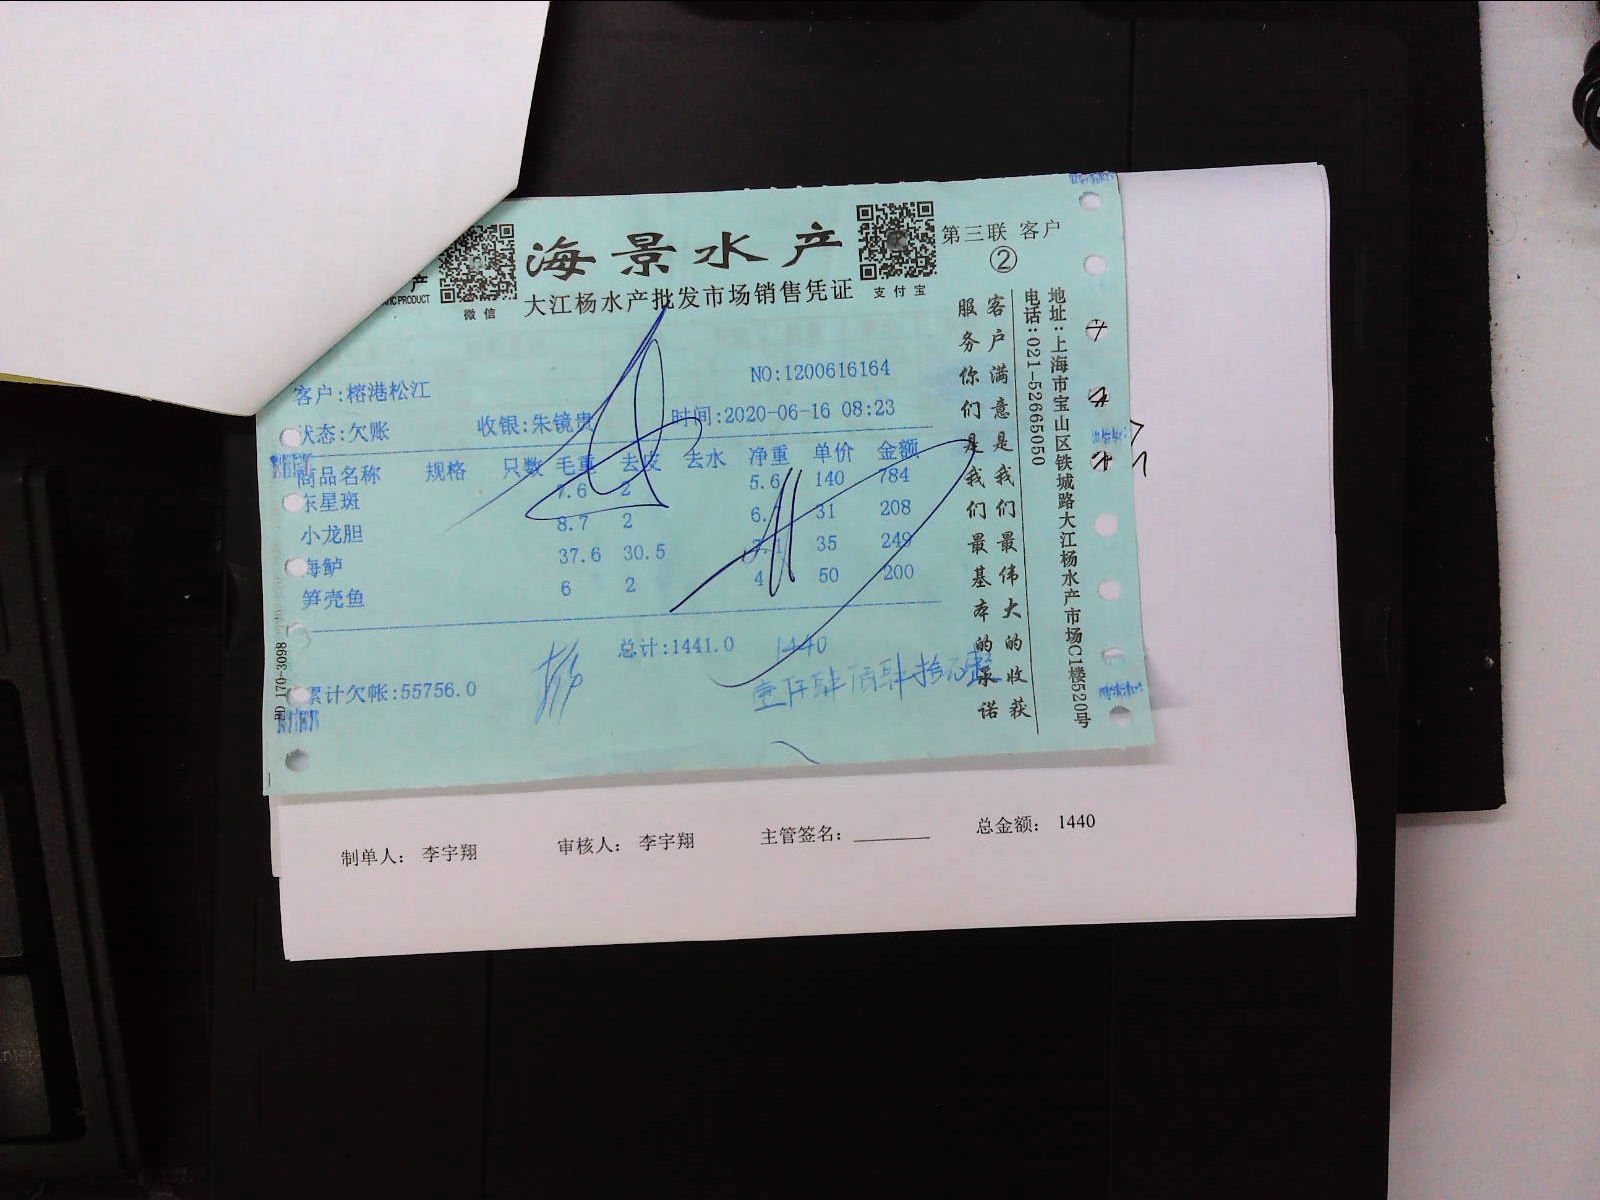 海景水产
第三联 客户
②
产
微信
支付宝
大江杨水产批发市场销售凭证
NO:1200616164
客户:榕港松江
状态:欠账 收银:朱镜贵 时间:2020-06-16 08:23
商品名称 规格 只数 毛重 去皮 去水 净重 单价 金额
东星斑 7.6 2 5.6 140 784
小龙胆 8.7 2 31 208
海鲈 37.6 30.5 7.1 35 249
笋壳鱼 6 2 4 50 200
总计:1441.0 1440
累计欠帐:55756.0
壹仟肆佰肆拾元整
客户满意是我们最伟大的收获
服务你们是我们最基本的承诺
地址:上海市宝山区铁城路大江杨水产市场C1楼520号
电话:021-52665050
170-3098
制单人: 李宇翔 审核人: 李宇翔 主管签名: 总金额: 1440